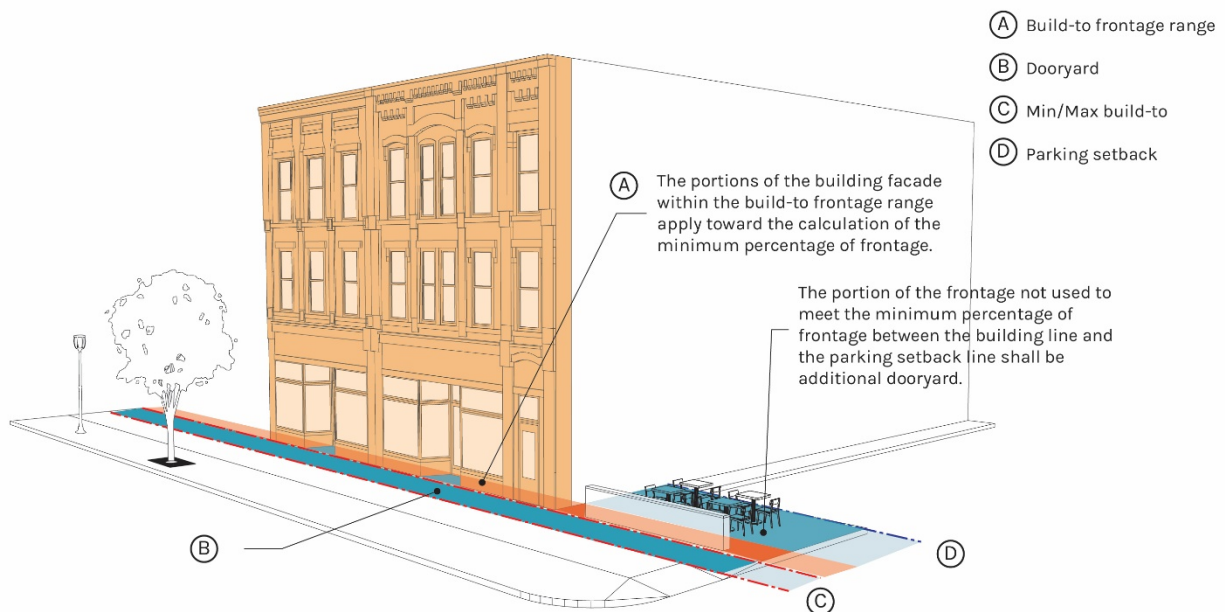 A Build-to frontage range
B Dooryard
C Min/Max build-to
D Parking setback
A The portions of the building facade
within the build-to frontage range
apply toward the calculation of the
minimum percentage of frontage.
The portion of the frontage not used to
meet the minimum percentage of
frontage between the building line and
the parking setback line shall be
additional dooryard.
B
D
C